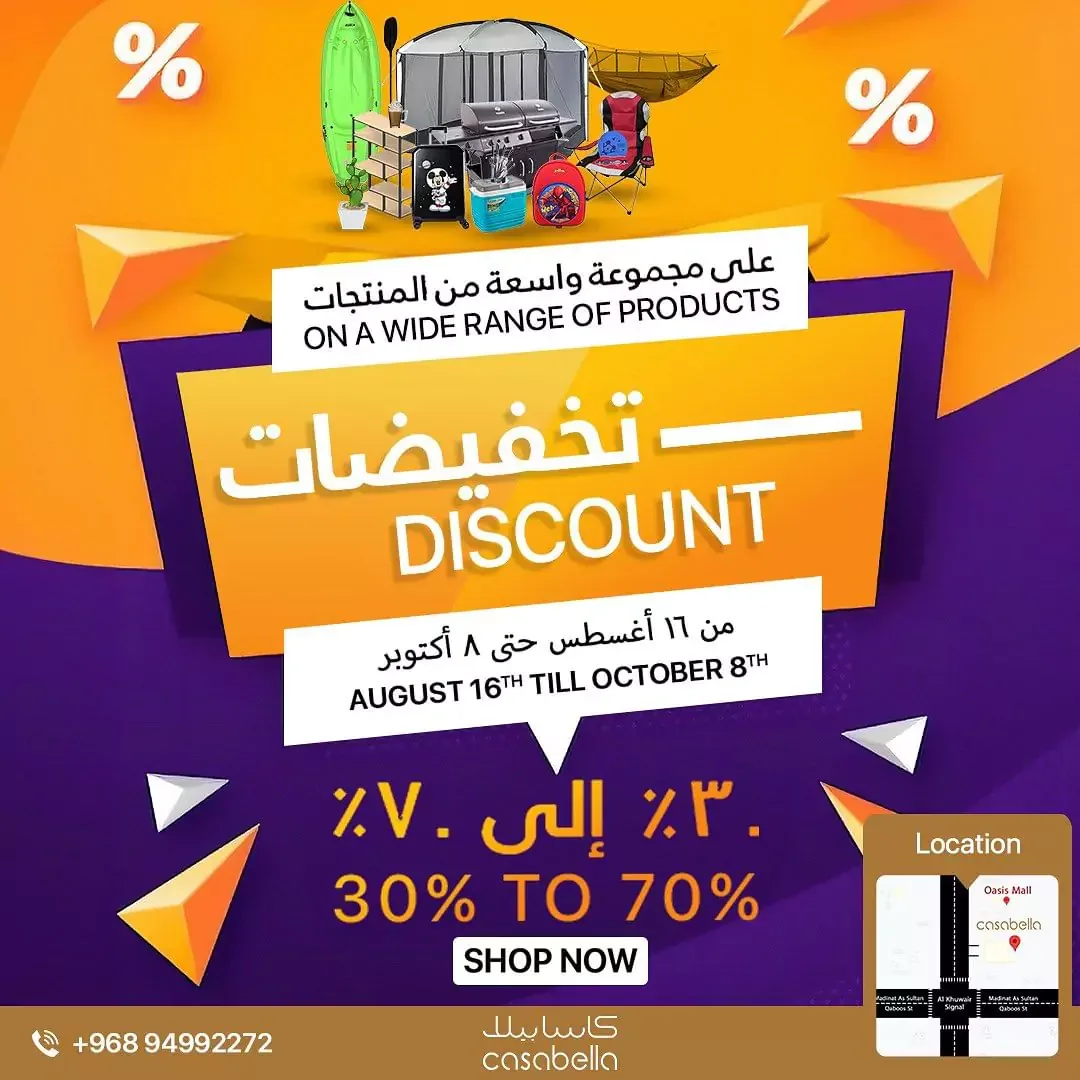 %
%
على مجموعة واسعة من المنتجات
ON A WIDE RANGE OF PRODUCTS
تخفيضات
DISCOUNT
من ١٦ أغسطس حتى ٨ أكتوبر
AUGUST 16TH TILL OCTOBER 8TH
٣٠٪ إلى ٧٠٪
30% TO 70%
SHOP NOW
Location
Oasis Mall
casabella
Madinat As Sultan
Qaboos St
Al Khuwair
Signal
Madinat As Sultan
Qaboos St
+968 94992272
كاسابيلا
casabella